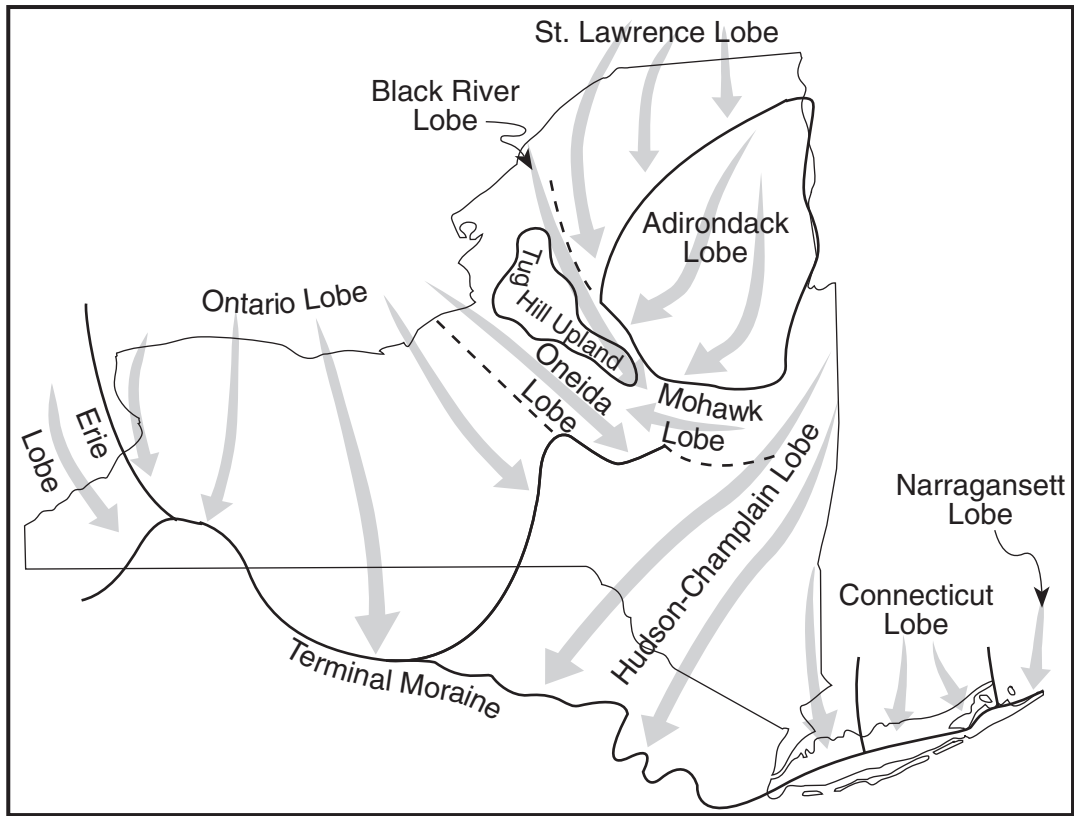 St. Lawrence Lobe
Black River
Lobe
Adirondack
Lobe
Tug
Hill Upland
Ontario Lobe
Oneida
Lobe
Mohawk
Lobe
Erie
Lobe
Hudson-Champlain Lobe
Narragansett
Lobe
Connecticut
Lobe
Terminal Moraine